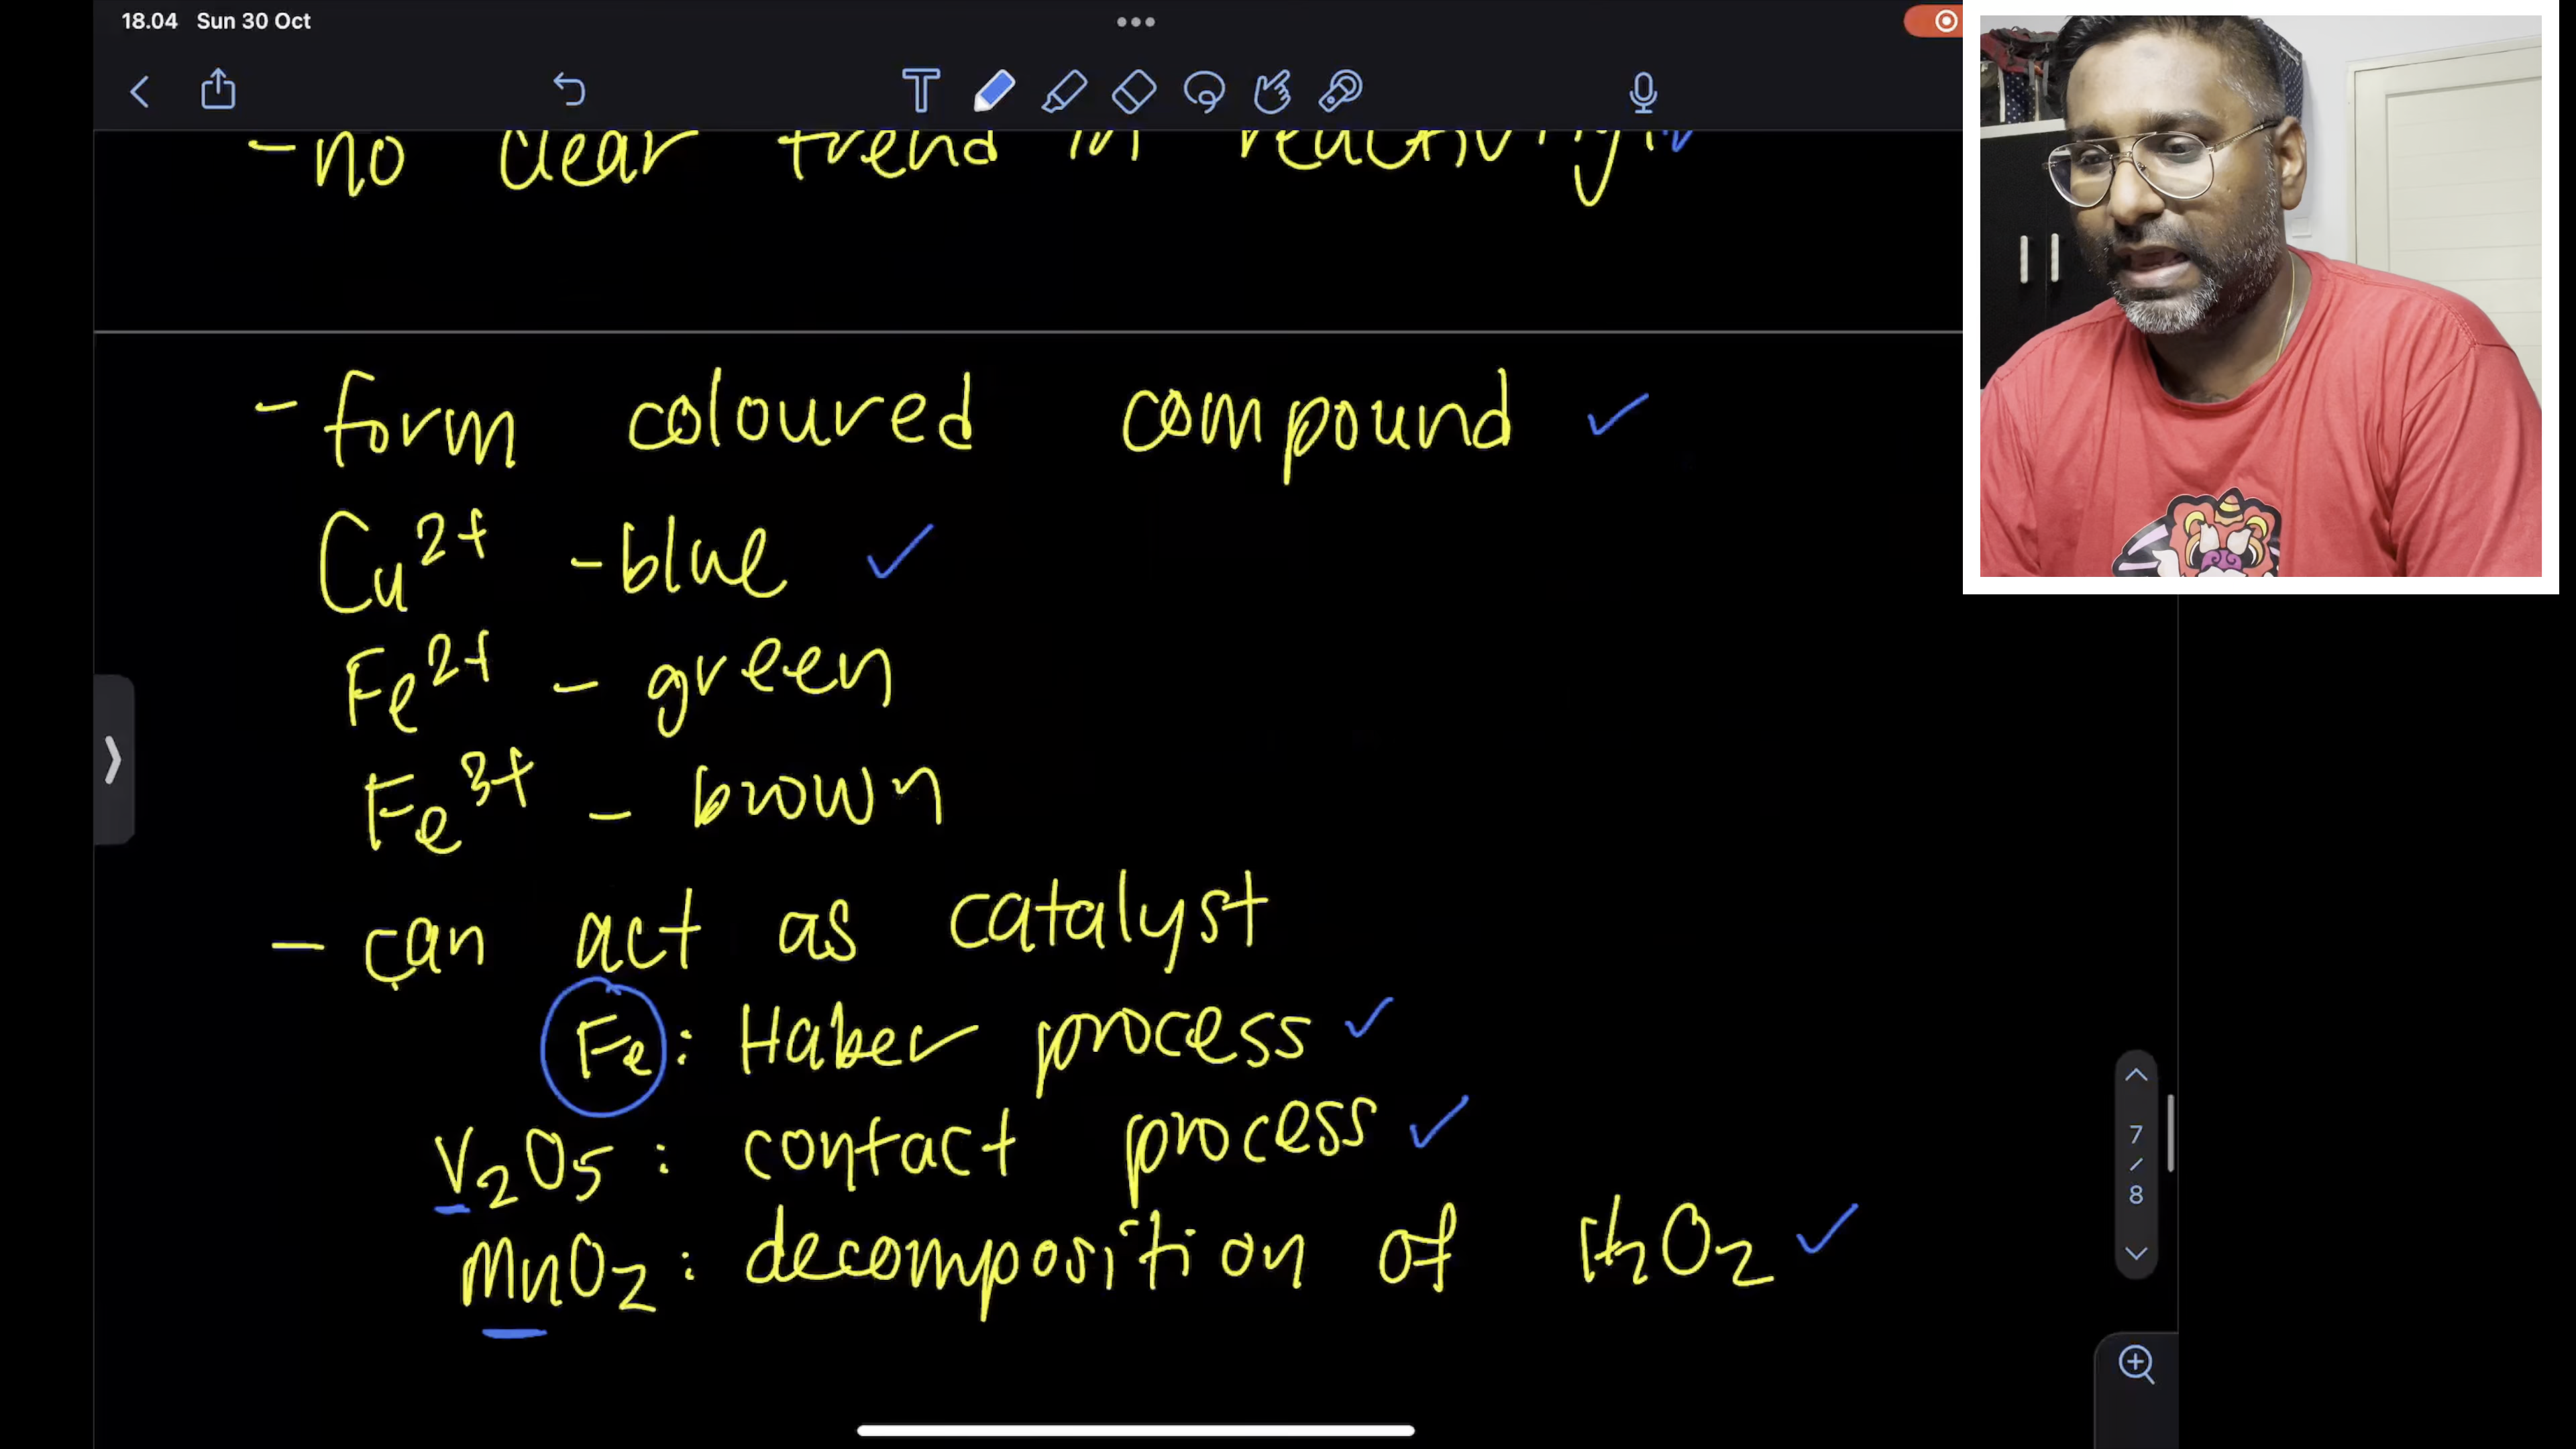 18.04 Sun 30 Oct
- no clear trend in reactivity
- form coloured compound ✓
Cu²⁺ - blue ✓
Fe²⁺ - green
Fe³⁺ - brown
- can act as catalyst
Fe : Haber process ✓
V₂O₅ : contact process ✓
MnO₂ : decomposition of H₂O₂ ✓
7
/
8